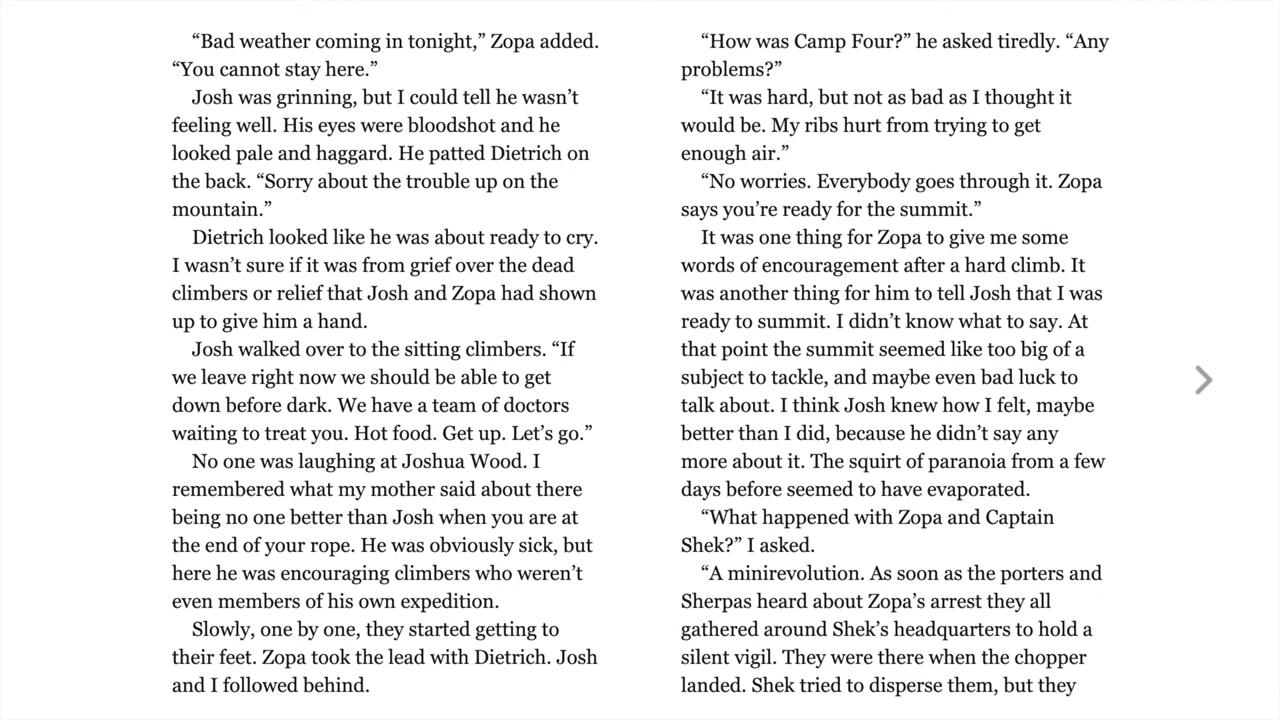 “Bad weather coming in tonight,” Zopa added.
“You cannot stay here.”
Josh was grinning, but I could tell he wasn’t
feeling well. His eyes were bloodshot and he
looked pale and haggard. He patted Dietrich on
the back. “Sorry about the trouble up on the
mountain.”
Dietrich looked like he was about ready to cry.
I wasn’t sure if it was from grief over the dead
climbers or relief that Josh and Zopa had shown
up to give him a hand.
Josh walked over to the sitting climbers. “If
we leave right now we should be able to get
down before dark. We have a team of doctors
waiting to treat you. Hot food. Get up. Let’s go.”
No one was laughing at Joshua Wood. I
remembered what my mother said about there
being no one better than Josh when you are at
the end of your rope. He was obviously sick, but
here he was encouraging climbers who weren’t
even members of his own expedition.
Slowly, one by one, they started getting to
their feet. Zopa took the lead with Dietrich. Josh
and I followed behind.
“How was Camp Four?” he asked tiredly. “Any
problems?”
“It was hard, but not as bad as I thought it
would be. My ribs hurt from trying to get
enough air.”
“No worries. Everybody goes through it. Zopa
says you’re ready for the summit.”
It was one thing for Zopa to give me some
words of encouragement after a hard climb. It
was another thing for him to tell Josh that I was
ready to summit. I didn’t know what to say. At
that point the summit seemed like too big of a
subject to tackle, and maybe even bad luck to
talk about. I think Josh knew how I felt, maybe
better than I did, because he didn’t say any
more about it. The squirt of paranoia from a few
days before seemed to have evaporated.
“What happened with Zopa and Captain
Shek?” I asked.
“A minirevolution. As soon as the porters and
Sherpas heard about Zopa’s arrest they all
gathered around Shek’s headquarters to hold a
silent vigil. They were there when the chopper
landed. Shek tried to disperse them, but they